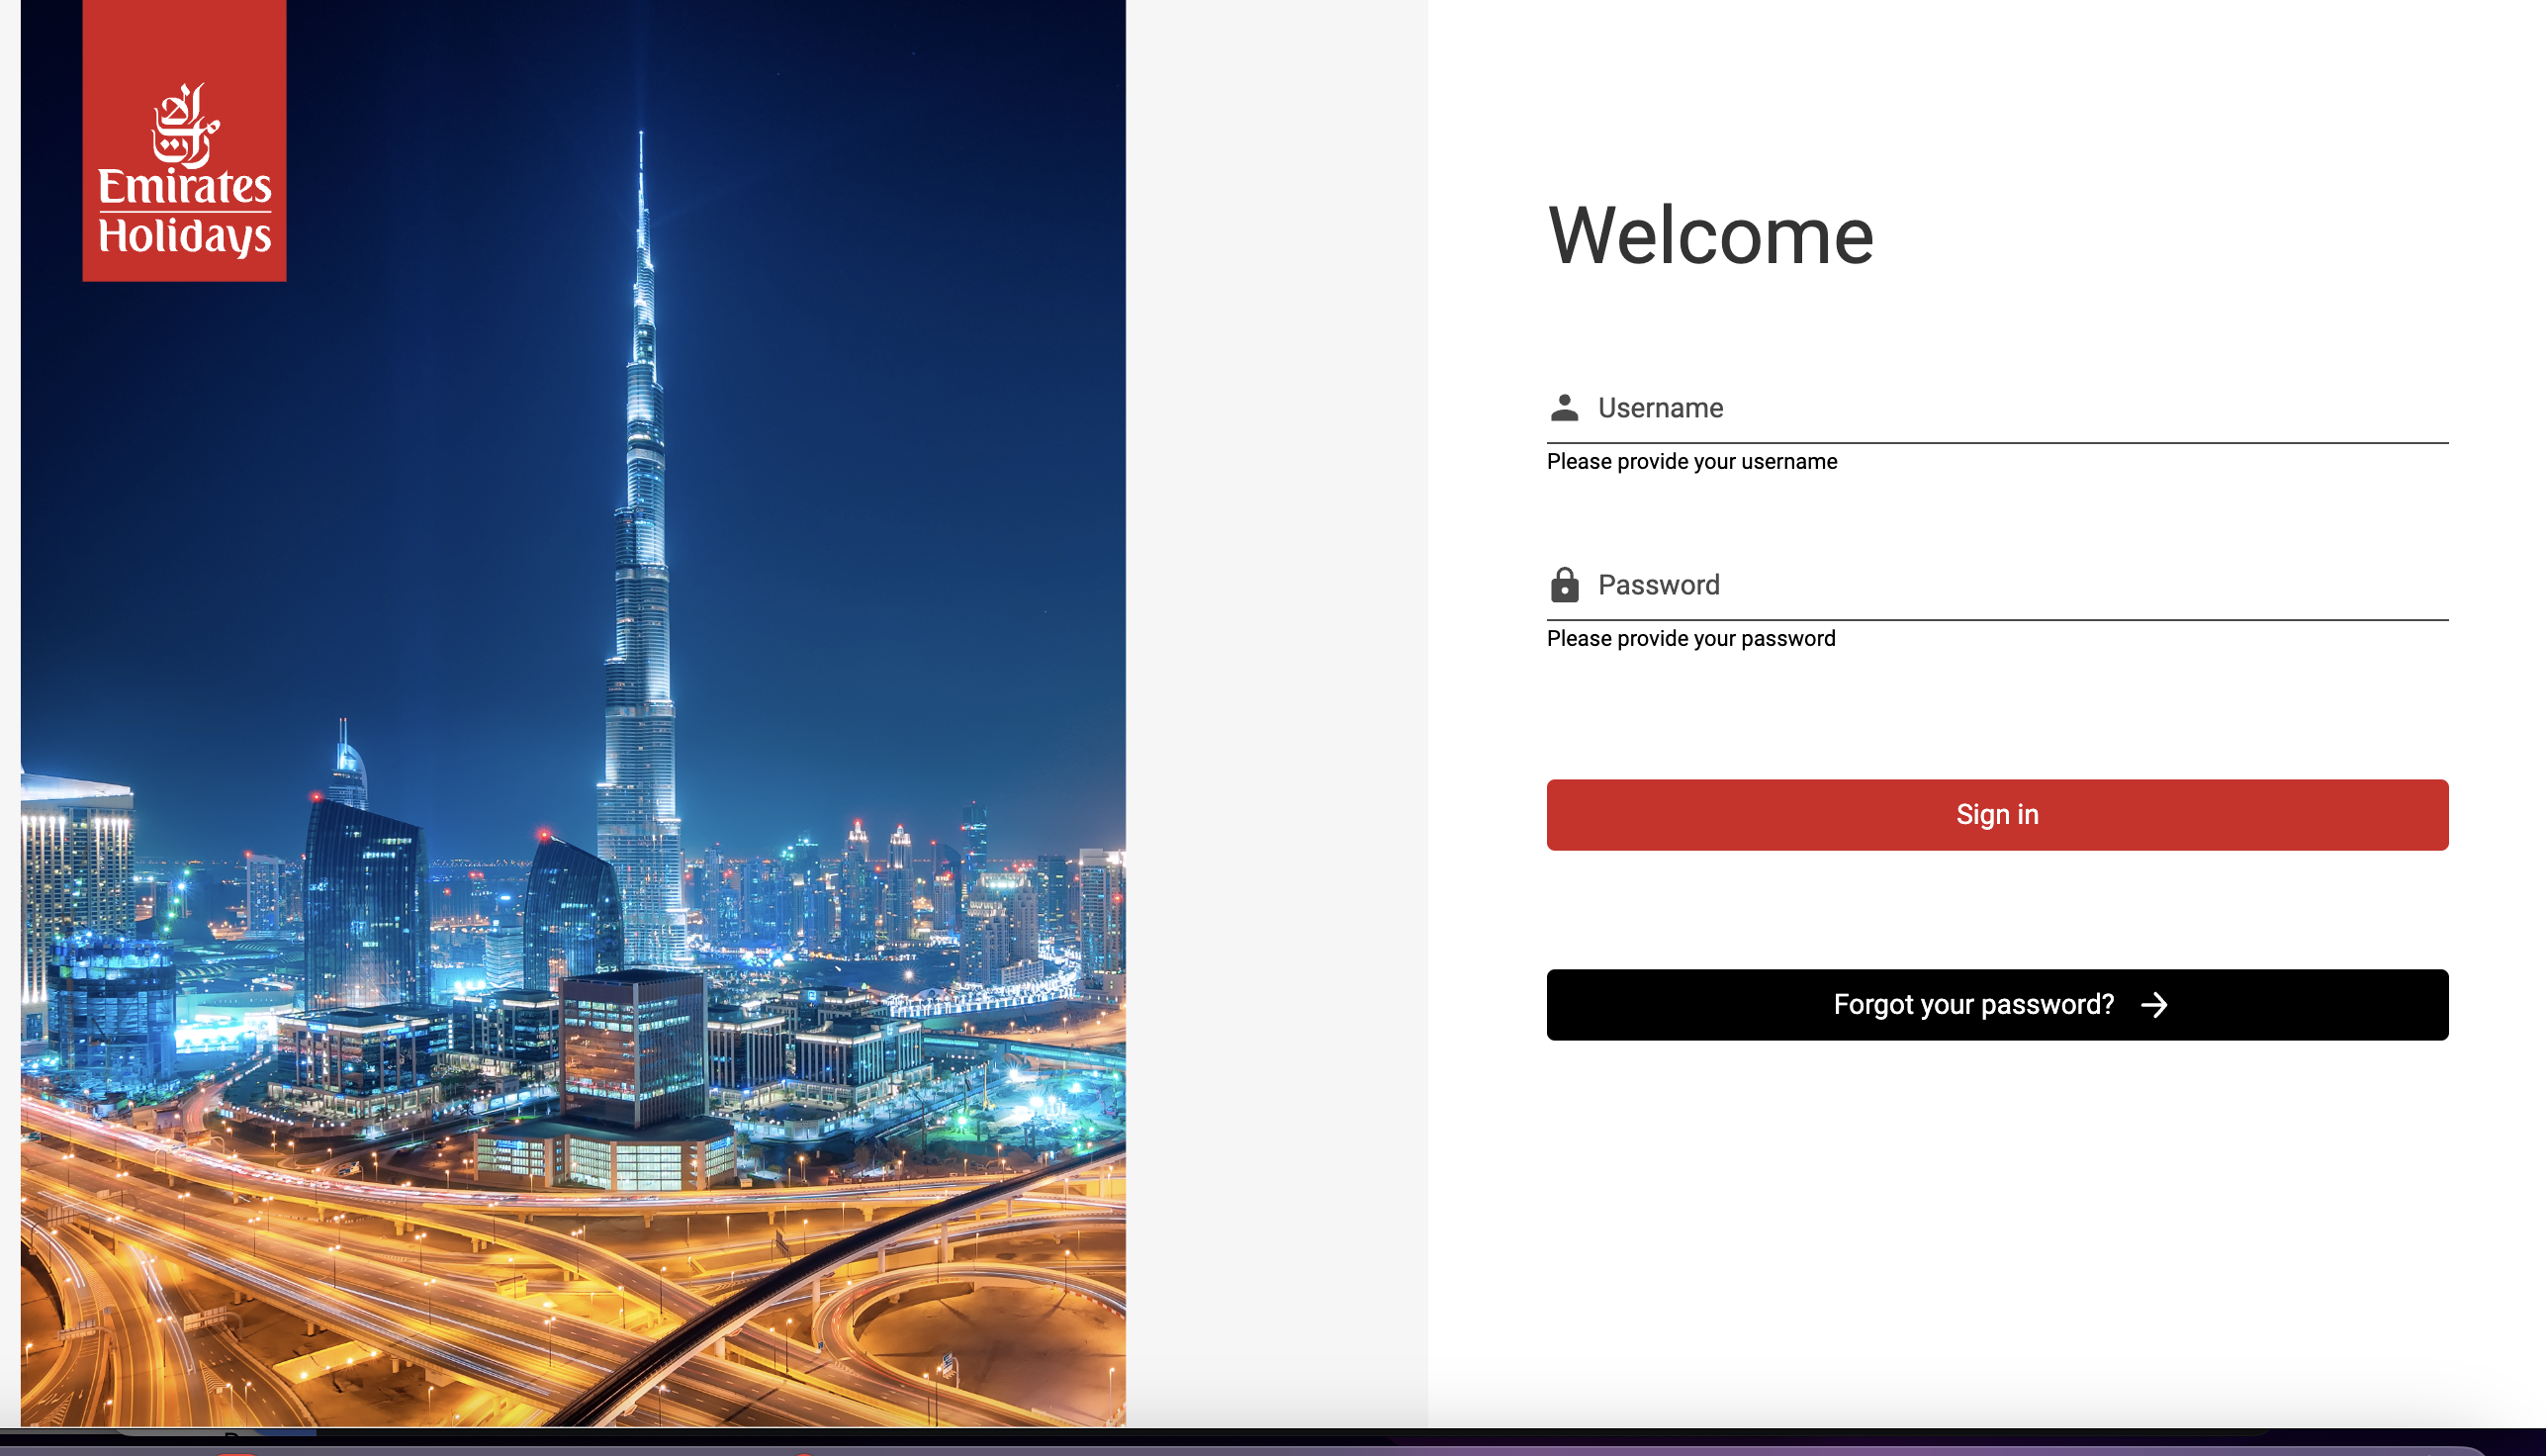 Emirates
Holidays
Welcome
Username
Please provide your username
Password
Please provide your password
Sign in
Forgot your password?